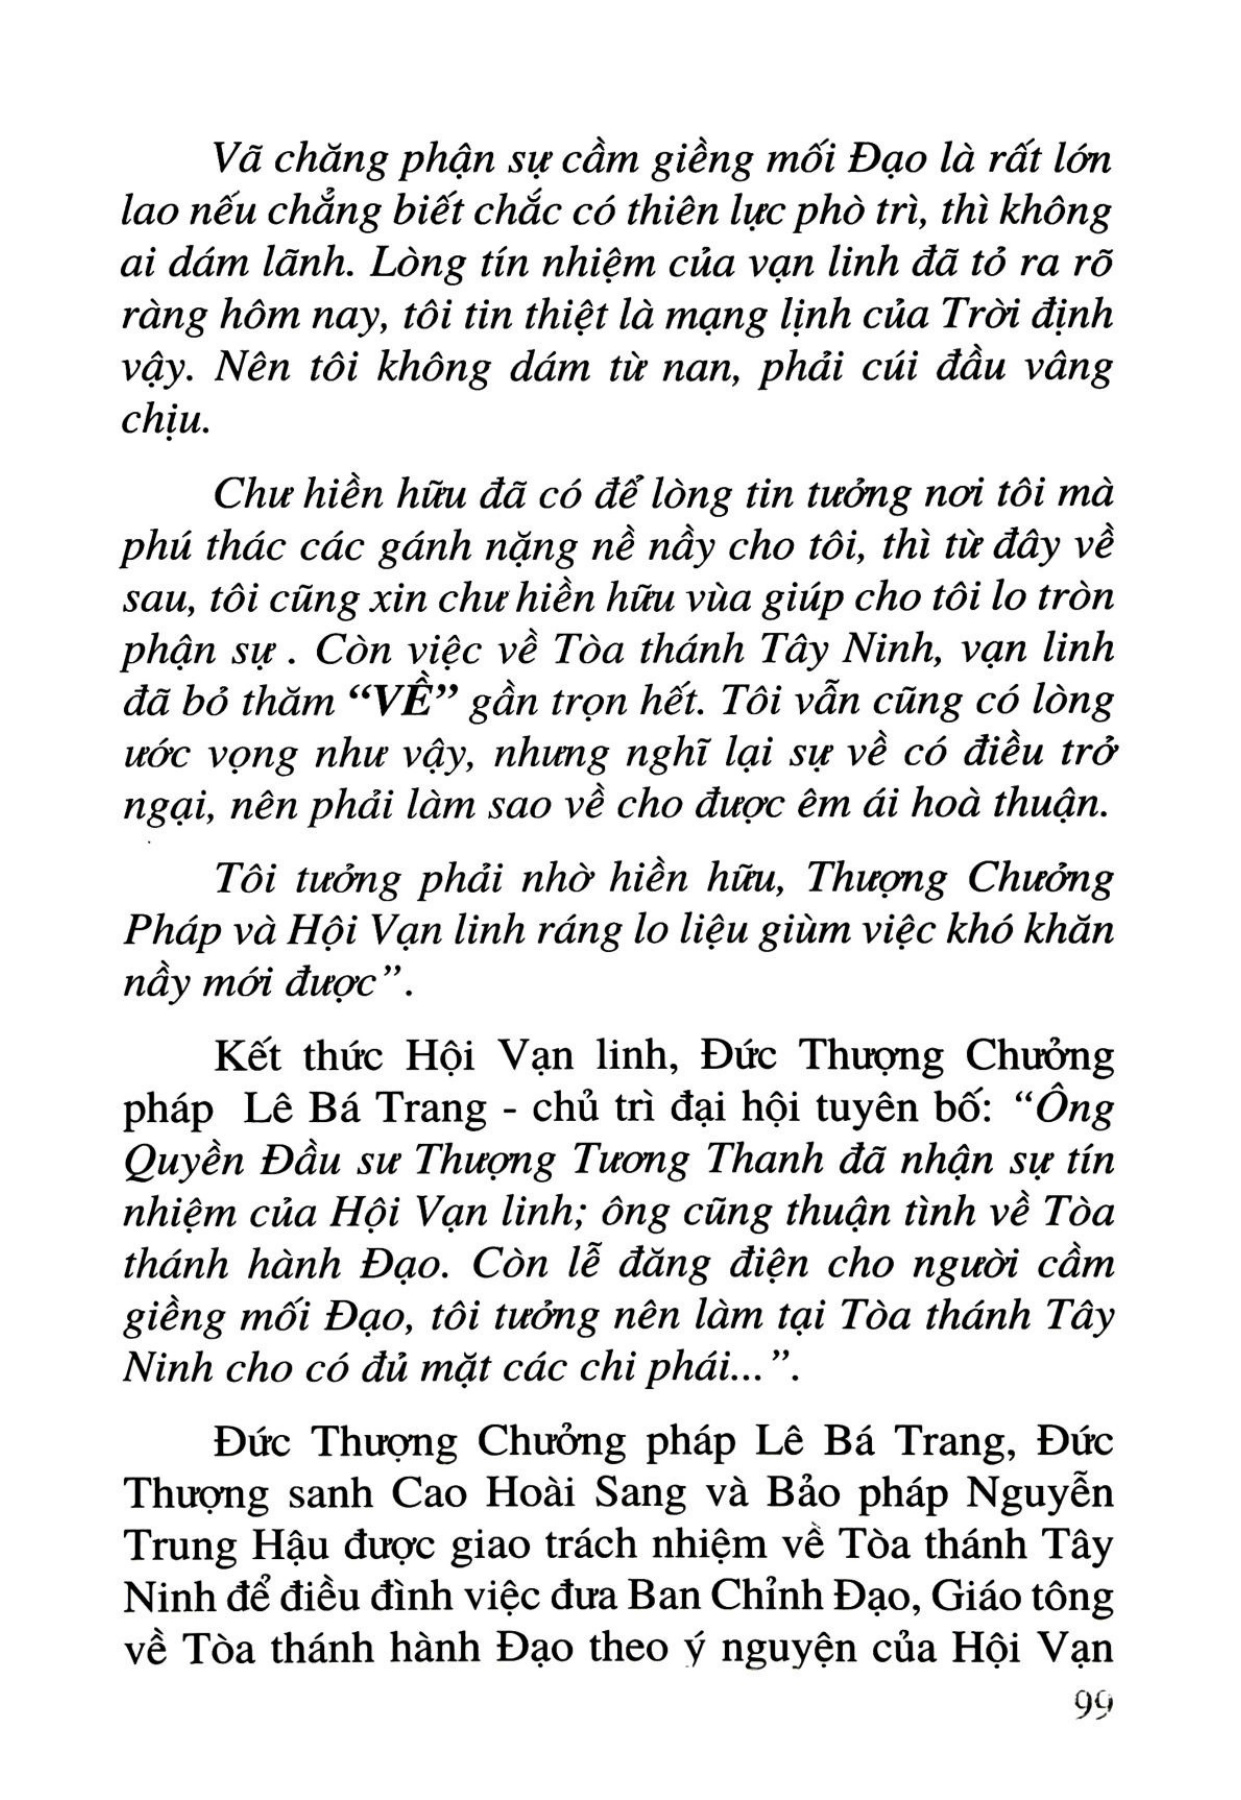 Vã chăng phận sự cầm giềng mối Đạo là rất lớn
lao nếu chẳng biết chắc có thiên lực phò trì, thì không
ai dám lãnh. Lòng tín nhiệm của vạn linh đã tỏ ra rõ
ràng hôm nay, tôi tin thiệt là mạng lịnh của Trời định
vậy. Nên tôi không dám từ nan, phải cúi đầu vâng
chịu.
Chư hiền hữu đã có để lòng tin tưởng nơi tôi mà
phú thác các gánh nặng nề nầy cho tôi, thì từ đây về
sau, tôi cũng xin chư hiền hữu vùa giúp cho tôi lo tròn
phận sự . Còn việc về Tòa thánh Tây Ninh, vạn linh
đã bỏ thăm “VỀ” gần trọn hết. Tôi vẫn cũng có lòng
ước vọng như vậy, nhưng nghĩ lại sự về có điều trở
ngại, nên phải làm sao về cho được êm ái hoà thuận.
Tôi tưởng phải nhờ hiền hữu, Thượng Chưởng
Pháp và Hội Vạn linh ráng lo liệu giùm việc khó khăn
nầy mới được”.
Kết thức Hội Vạn linh, Đức Thượng Chưởng
pháp Lê Bá Trang - chủ trì đại hội tuyên bố: “Ông
Quyền Đầu sư Thượng Tương Thanh đã nhận sự tín
nhiệm của Hội Vạn linh; ông cũng thuận tình về Tòa
thánh hành Đạo. Còn lễ đăng điện cho người cầm
giềng mối Đạo, tôi tưởng nên làm tại Tòa thánh Tây
Ninh cho có đủ mặt các chi phái...”.
Đức Thượng Chưởng pháp Lê Bá Trang, Đức
Thượng sanh Cao Hoài Sang và Bảo pháp Nguyễn
Trung Hậu được giao trách nhiệm về Tòa thánh Tây
Ninh để điều đình việc đưa Ban Chỉnh Đạo, Giáo tông
về Tòa thánh hành Đạo theo ý nguyện của Hội Vạn
99